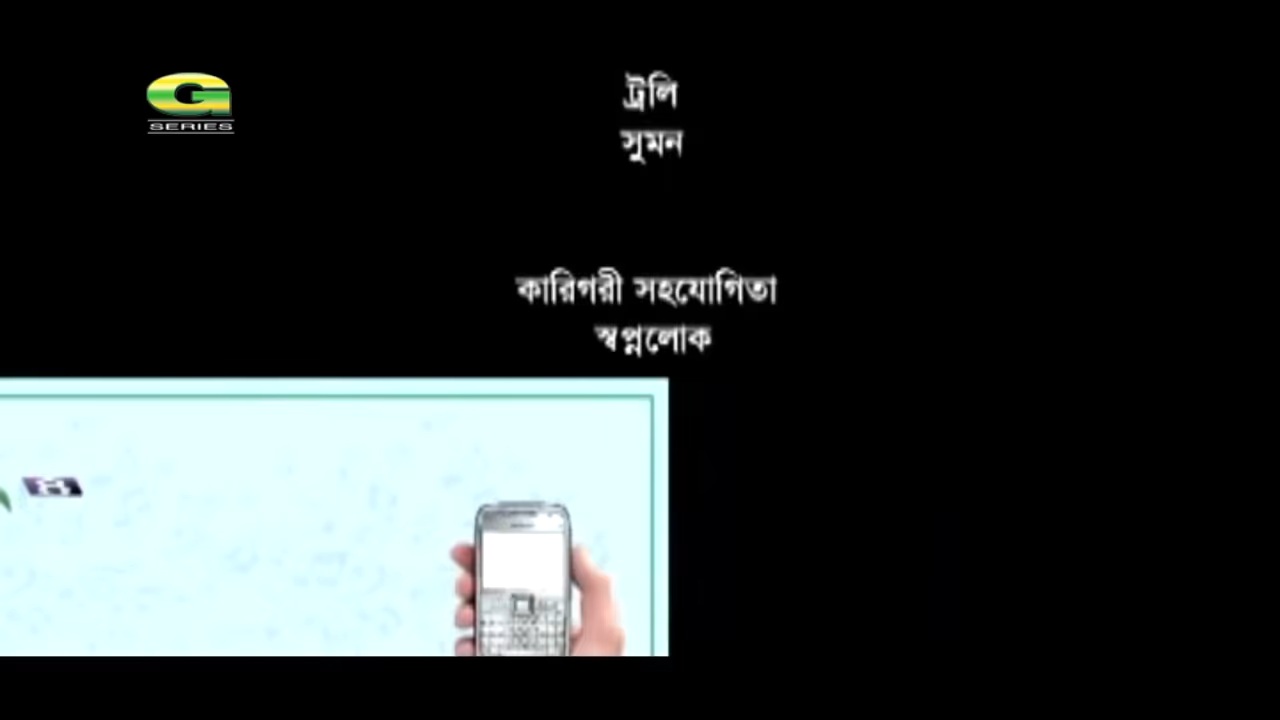 G
SERIES
ট্রলি
সুমন
কারিগরী সহযোগিতা
স্বপ্নলোক